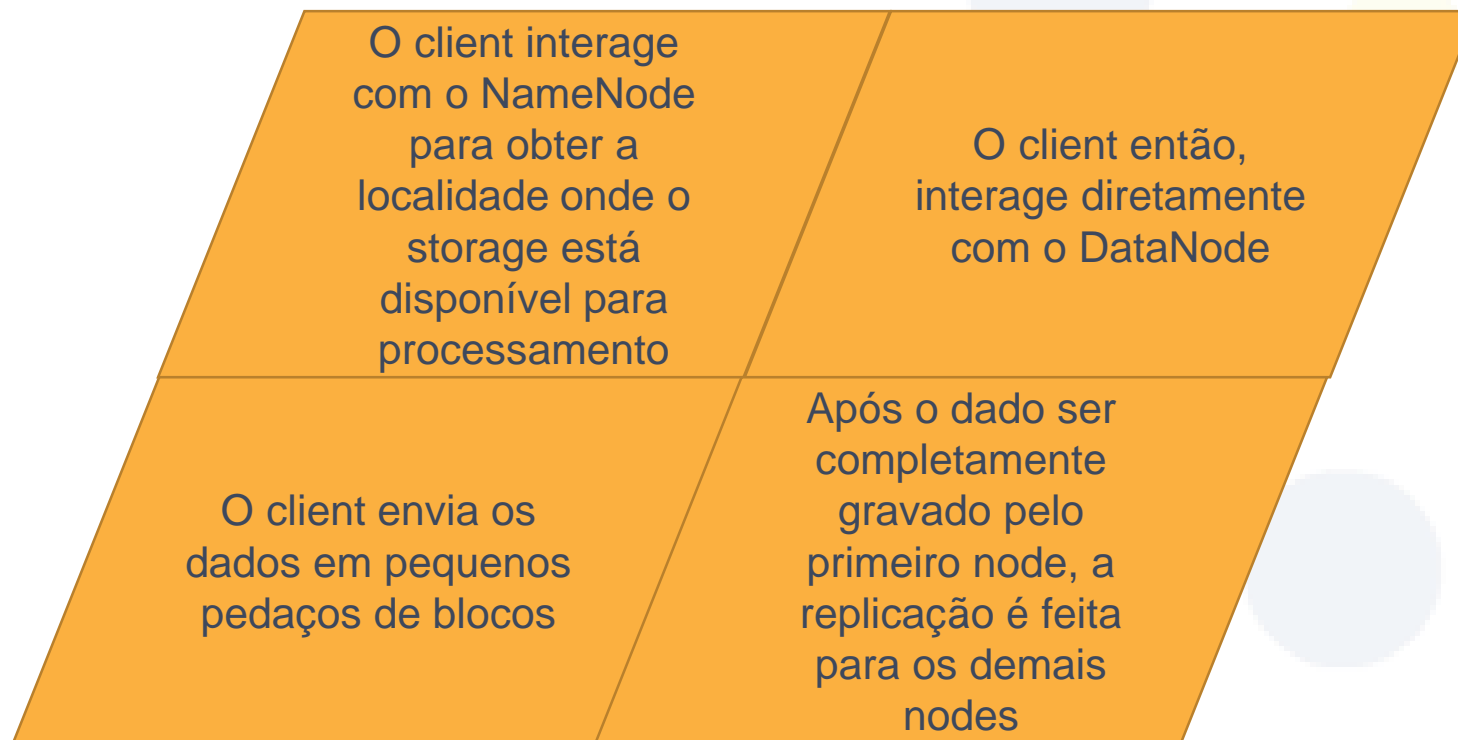 O client interage
com o NameNode
para obter a
localidade onde o
storage está
disponível para
processamento
O client então,
interage diretamente
com o DataNode
O client envia os
dados em pequenos
pedaços de blocos
Após o dado ser
completamente
gravado pelo
primeiro node, a
replicação é feita
para os demais
nodes